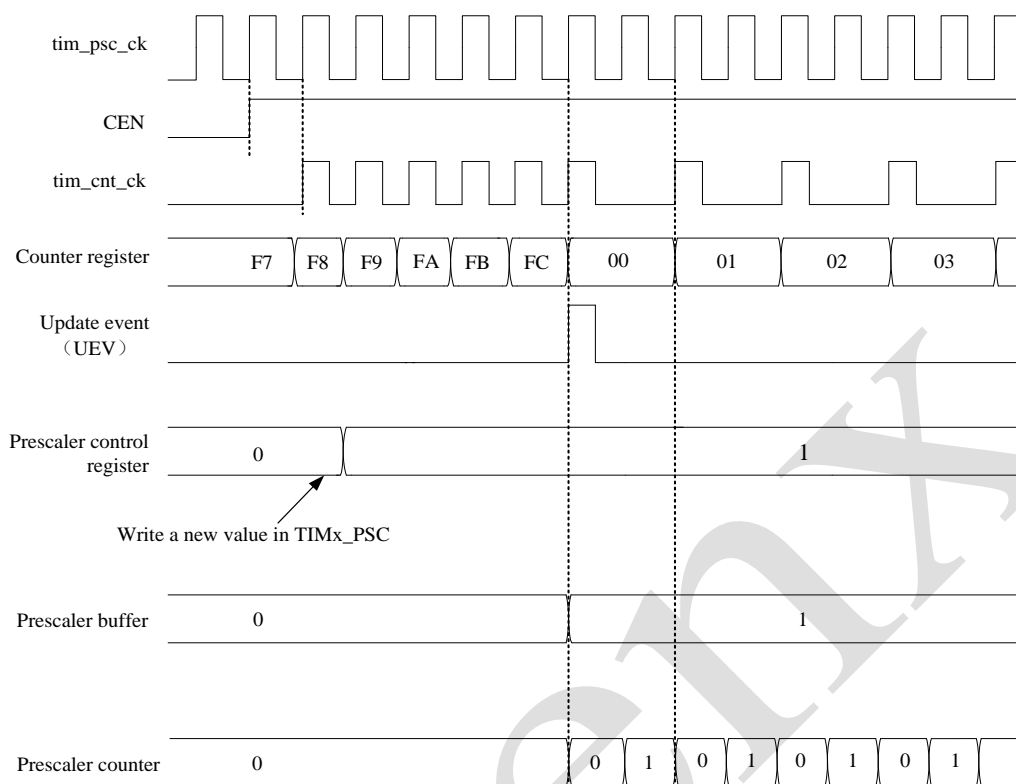 tim_psc_ck
CEN
tim_cnt_ck
Counter register
F7 F8 F9 FA FB FC 00 01 02 03
Update event
（UEV）
Prescaler control
register
0 1
Write a new value in TIMx_PSC
Prescaler buffer
0 1
Prescaler counter
0 0 1 0 1 0 1 0 1
enx